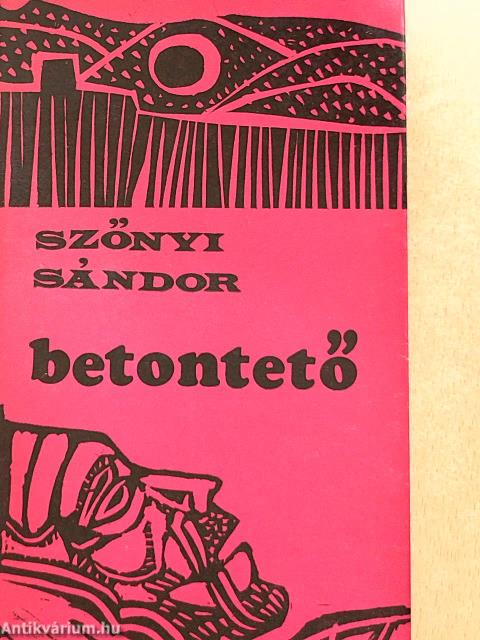 SZŐNYI
SÁNDOR
betontető
Antikvárium.hu